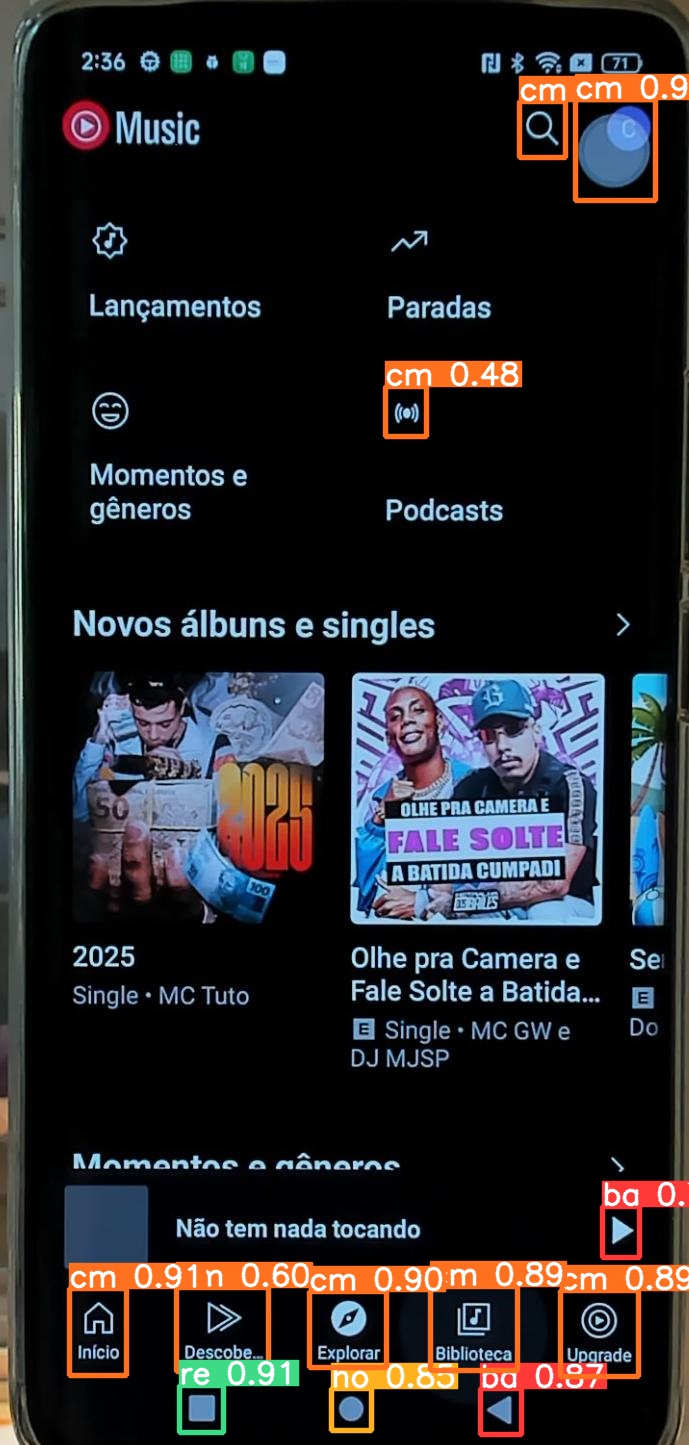 2:36
71
cm
cm 0.9
Music
C
Lançamentos
Paradas
cm 0.48
Momentos e
gêneros
Podcasts
Novos álbuns e singles
50
2025
100
OLHE PRA CAMERA E
FALE SOLTE
A BATIDA CUMPADI
2025
Single • MC Tuto
Olhe pra Camera e
Fale Solte a Batida...
E Single • MC GW e
DJ MJSP
Se
E
Do
Momentos e gêneros
ba 0.
Não tem nada tocando
cm 0.91
0.60
cm 0.90
m 0.89
cm 0.89
Início
Descobe...
Explorar
Biblioteca
Upgrade
re 0.91
no 0.85
ba 0.87